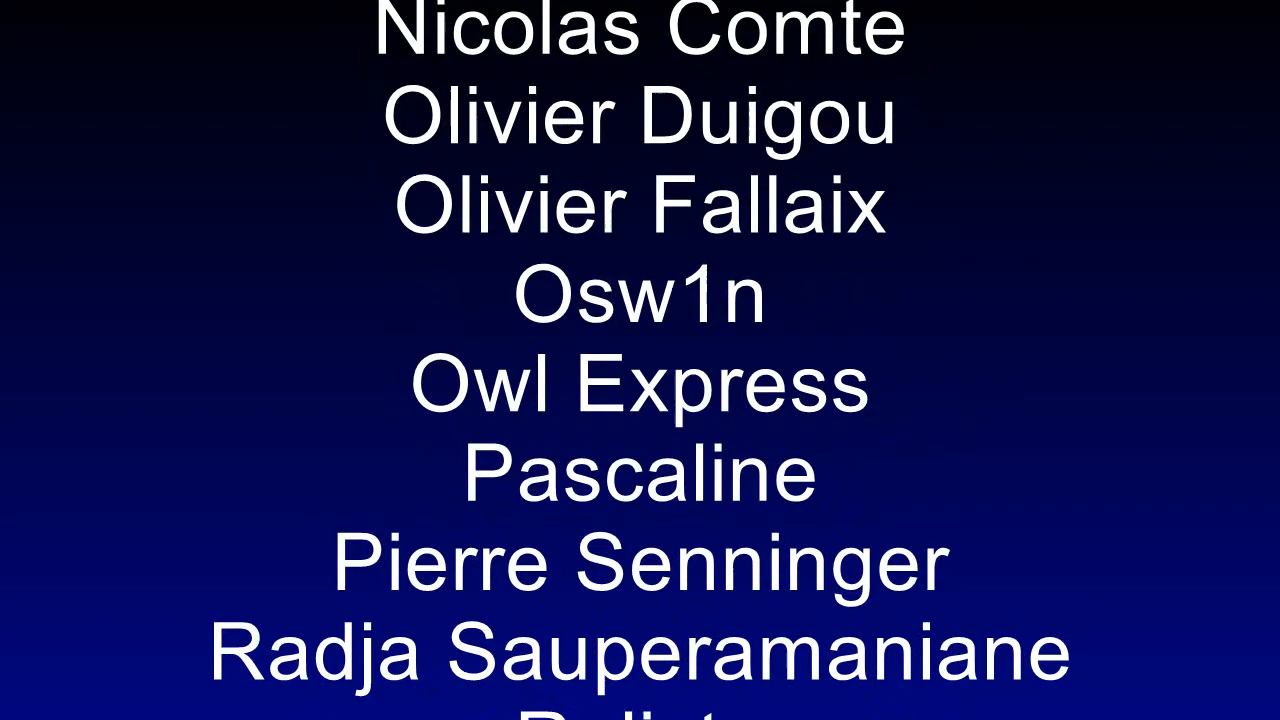 Nicolas Comte
Olivier Duigou
Olivier Fallaix
Osw1n
Owl Express
Pascaline
Pierre Senninger
Radja Sauperamaniane